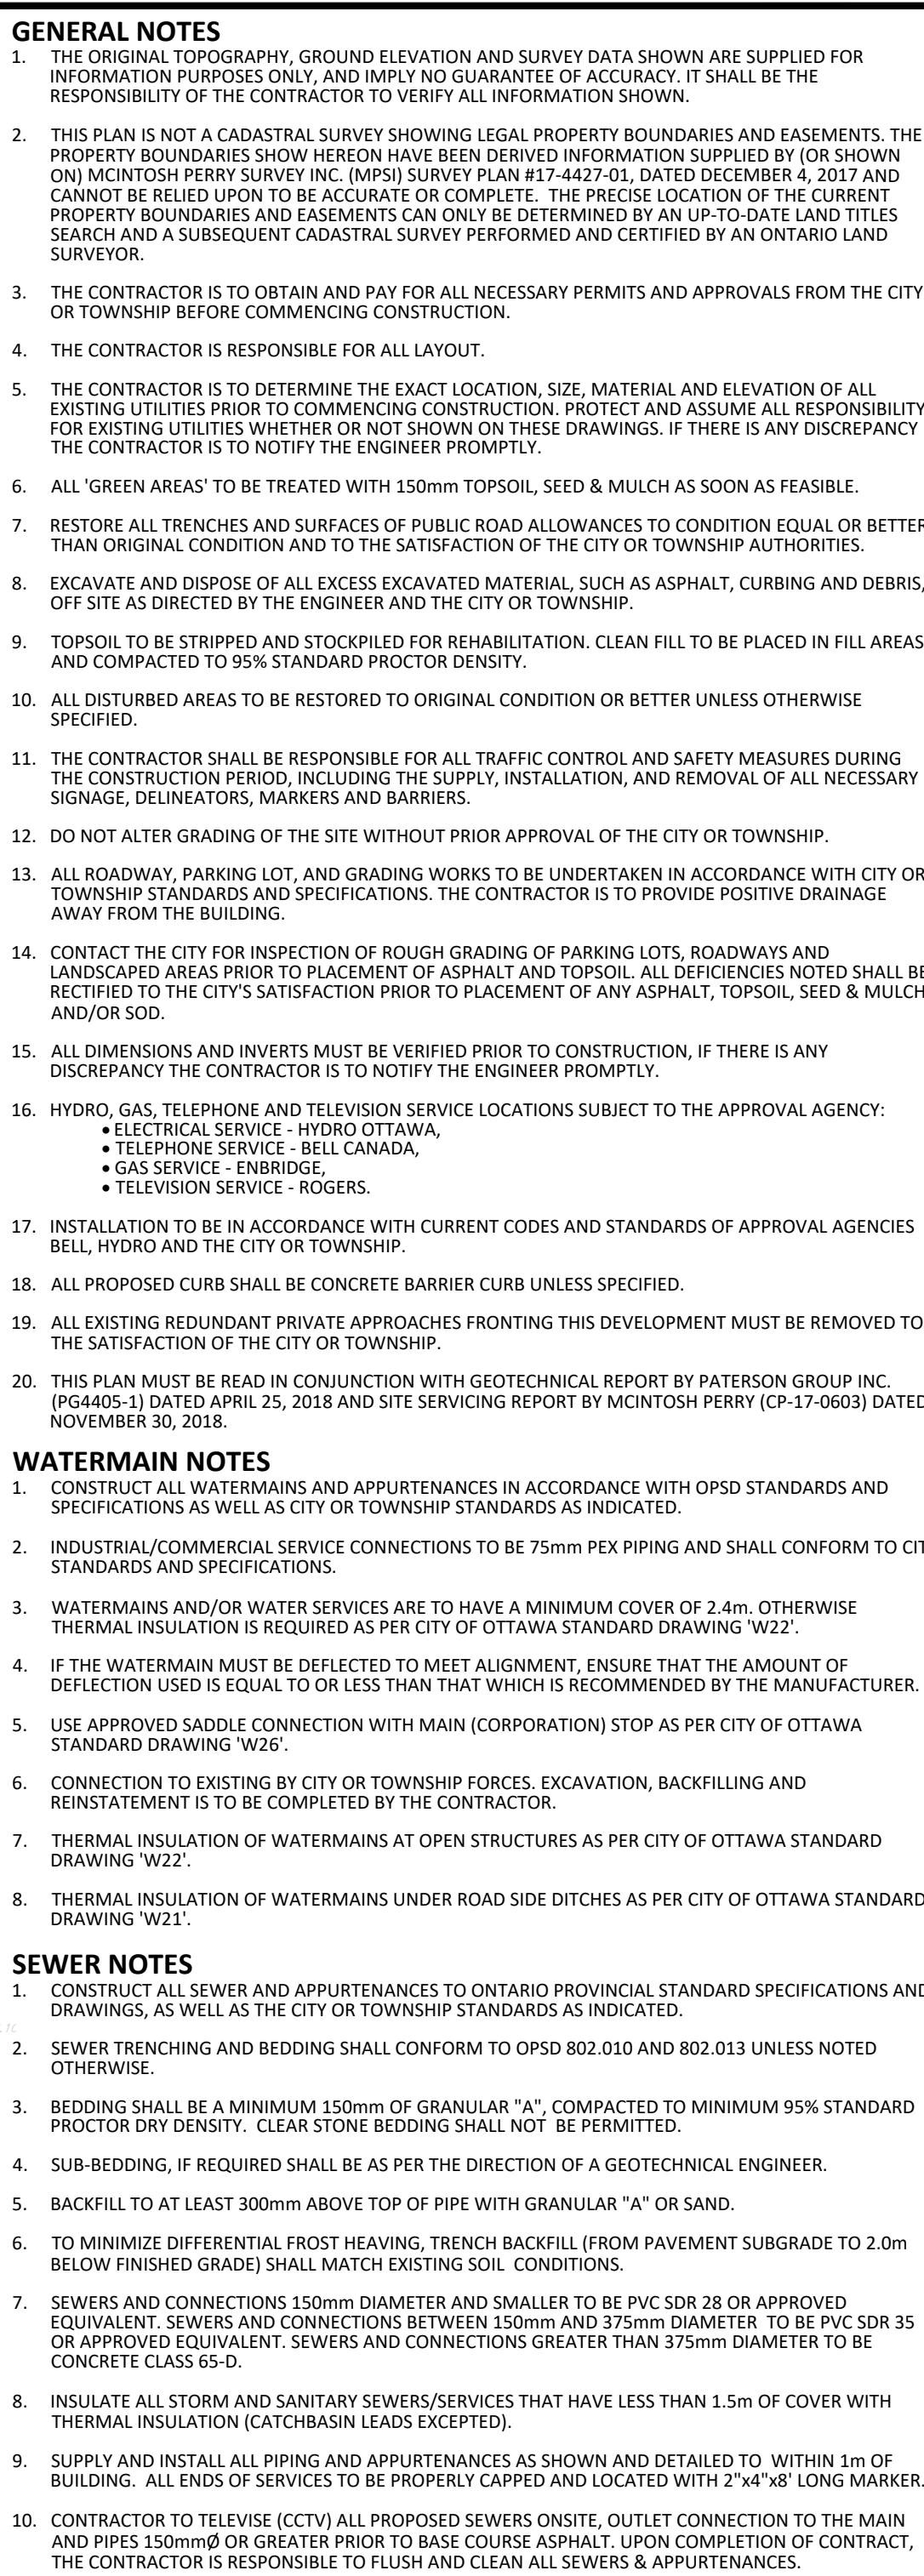 GENERAL NOTES
1. THE ORIGINAL TOPOGRAPHY, GROUND ELEVATION AND SURVEY DATA SHOWN ARE SUPPLIED FOR
INFORMATION PURPOSES ONLY, AND IMPLY NO GUARANTEE OF ACCURACY. IT SHALL BE THE
RESPONSIBILITY OF THE CONTRACTOR TO VERIFY ALL INFORMATION SHOWN.
2. THIS PLAN IS NOT A CADASTRAL SURVEY SHOWING LEGAL PROPERTY BOUNDARIES AND EASEMENTS. THE
PROPERTY BOUNDARIES SHOW HEREON HAVE BEEN DERIVED INFORMATION SUPPLIED BY (OR SHOWN
ON) MCINTOSH PERRY SURVEY INC. (MPSI) SURVEY PLAN #17-4427-01, DATED DECEMBER 4, 2017 AND
CANNOT BE RELIED UPON TO BE ACCURATE OR COMPLETE. THE PRECISE LOCATION OF THE CURRENT
PROPERTY BOUNDARIES AND EASEMENTS CAN ONLY BE DETERMINED BY AN UP-TO-DATE LAND TITLES
SEARCH AND A SUBSEQUENT CADASTRAL SURVEY PERFORMED AND CERTIFIED BY AN ONTARIO LAND
SURVEYOR.
3. THE CONTRACTOR IS TO OBTAIN AND PAY FOR ALL NECESSARY PERMITS AND APPROVALS FROM THE CITY
OR TOWNSHIP BEFORE COMMENCING CONSTRUCTION.
4. THE CONTRACTOR IS RESPONSIBLE FOR ALL LAYOUT.
5. THE CONTRACTOR IS TO DETERMINE THE EXACT LOCATION, SIZE, MATERIAL AND ELEVATION OF ALL
EXISTING UTILITIES PRIOR TO COMMENCING CONSTRUCTION. PROTECT AND ASSUME ALL RESPONSIBILITY
FOR EXISTING UTILITIES WHETHER OR NOT SHOWN ON THESE DRAWINGS. IF THERE IS ANY DISCREPANCY
THE CONTRACTOR IS TO NOTIFY THE ENGINEER PROMPTLY.
6. ALL 'GREEN AREAS' TO BE TREATED WITH 150mm TOPSOIL, SEED & MULCH AS SOON AS FEASIBLE.
7. RESTORE ALL TRENCHES AND SURFACES OF PUBLIC ROAD ALLOWANCES TO CONDITION EQUAL OR BETTER
THAN ORIGINAL CONDITION AND TO THE SATISFACTION OF THE CITY OR TOWNSHIP AUTHORITIES.
8. EXCAVATE AND DISPOSE OF ALL EXCESS EXCAVATED MATERIAL, SUCH AS ASPHALT, CURBING AND DEBRIS,
OFF SITE AS DIRECTED BY THE ENGINEER AND THE CITY OR TOWNSHIP.
9. TOPSOIL TO BE STRIPPED AND STOCKPILED FOR REHABILITATION. CLEAN FILL TO BE PLACED IN FILL AREAS
AND COMPACTED TO 95% STANDARD PROCTOR DENSITY.
10. ALL DISTURBED AREAS TO BE RESTORED TO ORIGINAL CONDITION OR BETTER UNLESS OTHERWISE
SPECIFIED.
11. THE CONTRACTOR SHALL BE RESPONSIBLE FOR ALL TRAFFIC CONTROL AND SAFETY MEASURES DURING
THE CONSTRUCTION PERIOD, INCLUDING THE SUPPLY, INSTALLATION, AND REMOVAL OF ALL NECESSARY
SIGNAGE, DELINEATORS, MARKERS AND BARRIERS.
12. DO NOT ALTER GRADING OF THE SITE WITHOUT PRIOR APPROVAL OF THE CITY OR TOWNSHIP.
13. ALL ROADWAY, PARKING LOT, AND GRADING WORKS TO BE UNDERTAKEN IN ACCORDANCE WITH CITY OR
TOWNSHIP STANDARDS AND SPECIFICATIONS. THE CONTRACTOR IS TO PROVIDE POSITIVE DRAINAGE
AWAY FROM THE BUILDING.
14. CONTACT THE CITY FOR INSPECTION OF ROUGH GRADING OF PARKING LOTS, ROADWAYS AND
LANDSCAPED AREAS PRIOR TO PLACEMENT OF ASPHALT AND TOPSOIL. ALL DEFICIENCIES NOTED SHALL BE
RECTIFIED TO THE CITY'S SATISFACTION PRIOR TO PLACEMENT OF ANY ASPHALT, TOPSOIL, SEED & MULCH
AND/OR SOD.
15. ALL DIMENSIONS AND INVERTS MUST BE VERIFIED PRIOR TO CONSTRUCTION, IF THERE IS ANY
DISCREPANCY THE CONTRACTOR IS TO NOTIFY THE ENGINEER PROMPTLY.
16. HYDRO, GAS, TELEPHONE AND TELEVISION SERVICE LOCATIONS SUBJECT TO THE APPROVAL AGENCY:
• ELECTRICAL SERVICE - HYDRO OTTAWA,
• TELEPHONE SERVICE - BELL CANADA,
• GAS SERVICE - ENBRIDGE,
• TELEVISION SERVICE - ROGERS.
17. INSTALLATION TO BE IN ACCORDANCE WITH CURRENT CODES AND STANDARDS OF APPROVAL AGENCIES
BELL, HYDRO AND THE CITY OR TOWNSHIP.
18. ALL PROPOSED CURB SHALL BE CONCRETE BARRIER CURB UNLESS SPECIFIED.
19. ALL EXISTING REDUNDANT PRIVATE APPROACHES FRONTING THIS DEVELOPMENT MUST BE REMOVED TO
THE SATISFACTION OF THE CITY OR TOWNSHIP.
20. THIS PLAN MUST BE READ IN CONJUNCTION WITH GEOTECHNICAL REPORT BY PATERSON GROUP INC.
(PG4405-1) DATED APRIL 25, 2018 AND SITE SERVICING REPORT BY MCINTOSH PERRY (CP-17-0603) DATED
NOVEMBER 30, 2018.
WATERMAIN NOTES
1. CONSTRUCT ALL WATERMAINS AND APPURTENANCES IN ACCORDANCE WITH OPSD STANDARDS AND
SPECIFICATIONS AS WELL AS CITY OR TOWNSHIP STANDARDS AS INDICATED.
2. INDUSTRIAL/COMMERCIAL SERVICE CONNECTIONS TO BE 75mm PEX PIPING AND SHALL CONFORM TO CIT
STANDARDS AND SPECIFICATIONS.
3. WATERMAINS AND/OR WATER SERVICES ARE TO HAVE A MINIMUM COVER OF 2.4m. OTHERWISE
THERMAL INSULATION IS REQUIRED AS PER CITY OF OTTAWA STANDARD DRAWING 'W22'.
4. IF THE WATERMAIN MUST BE DEFLECTED TO MEET ALIGNMENT, ENSURE THAT THE AMOUNT OF
DEFLECTION USED IS EQUAL TO OR LESS THAN THAT WHICH IS RECOMMENDED BY THE MANUFACTURER.
5. USE APPROVED SADDLE CONNECTION WITH MAIN (CORPORATION) STOP AS PER CITY OF OTTAWA
STANDARD DRAWING 'W26'.
6. CONNECTION TO EXISTING BY CITY OR TOWNSHIP FORCES. EXCAVATION, BACKFILLING AND
REINSTATEMENT IS TO BE COMPLETED BY THE CONTRACTOR.
7. THERMAL INSULATION OF WATERMAINS AT OPEN STRUCTURES AS PER CITY OF OTTAWA STANDARD
DRAWING 'W22'.
8. THERMAL INSULATION OF WATERMAINS UNDER ROAD SIDE DITCHES AS PER CITY OF OTTAWA STANDARD
DRAWING 'W21'.
SEWER NOTES
1. CONSTRUCT ALL SEWER AND APPURTENANCES TO ONTARIO PROVINCIAL STANDARD SPECIFICATIONS AND
DRAWINGS, AS WELL AS THE CITY OR TOWNSHIP STANDARDS AS INDICATED.
2. SEWER TRENCHING AND BEDDING SHALL CONFORM TO OPSD 802.010 AND 802.013 UNLESS NOTED
OTHERWISE.
3. BEDDING SHALL BE A MINIMUM 150mm OF GRANULAR "A", COMPACTED TO MINIMUM 95% STANDARD
PROCTOR DRY DENSITY. CLEAR STONE BEDDING SHALL NOT BE PERMITTED.
4. SUB-BEDDING, IF REQUIRED SHALL BE AS PER THE DIRECTION OF A GEOTECHNICAL ENGINEER.
5. BACKFILL TO AT LEAST 300mm ABOVE TOP OF PIPE WITH GRANULAR "A" OR SAND.
6. TO MINIMIZE DIFFERENTIAL FROST HEAVING, TRENCH BACKFILL (FROM PAVEMENT SUBGRADE TO 2.0m
BELOW FINISHED GRADE) SHALL MATCH EXISTING SOIL CONDITIONS.
7. SEWERS AND CONNECTIONS 150mm DIAMETER AND SMALLER TO BE PVC SDR 28 OR APPROVED
EQUIVALENT. SEWERS AND CONNECTIONS BETWEEN 150mm AND 375mm DIAMETER TO BE PVC SDR 35
OR APPROVED EQUIVALENT. SEWERS AND CONNECTIONS GREATER THAN 375mm DIAMETER TO BE
CONCRETE CLASS 65-D.
8. INSULATE ALL STORM AND SANITARY SEWERS/SERVICES THAT HAVE LESS THAN 1.5m OF COVER WITH
THERMAL INSULATION (CATCHBASIN LEADS EXCEPTED).
9. SUPPLY AND INSTALL ALL PIPING AND APPURTENANCES AS SHOWN AND DETAILED TO WITHIN 1m OF
BUILDING. ALL ENDS OF SERVICES TO BE PROPERLY CAPPED AND LOCATED WITH 2"x4"x8' LONG MARKER.
10. CONTRACTOR TO TELEVISE (CCTV) ALL PROPOSED SEWERS ONSITE, OUTLET CONNECTION TO THE MAIN
AND PIPES 150mmØ OR GREATER PRIOR TO BASE COURSE ASPHALT. UPON COMPLETION OF CONTRACT,
THE CONTRACTOR IS RESPONSIBLE TO FLUSH AND CLEAN ALL SEWERS & APPURTENANCES.